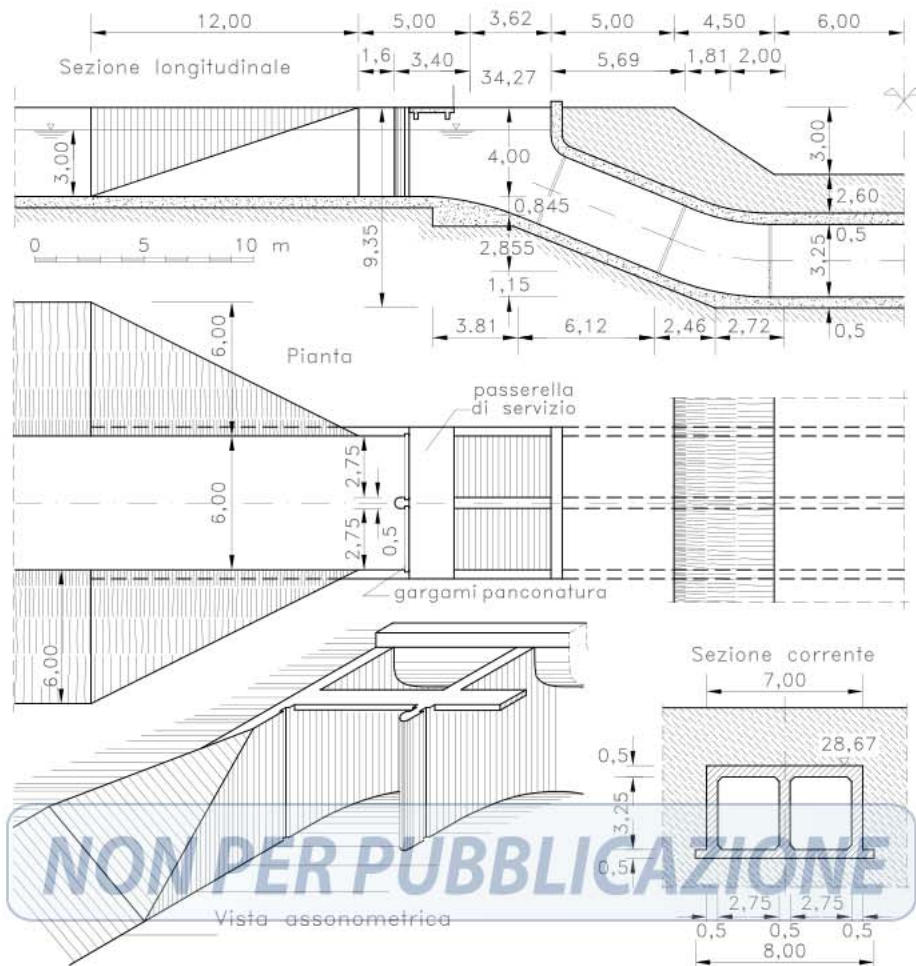 12,00 5,00 3,62 5,00 4,50 6,00
Sezione longitudinale
1,6 3,40 5,69 1,81 2,00
34,27
3,00
4,00
3,00
0,845
2,60
0,5
0 5 10 m
9,35
2,855
3,25
1,15
0,5
3.81 6,12 2,46 2,72
6,00
Pianta
passerella
di servizio
2,75
6,00
2,75
0,5
gargami panconatura
6,00
Sezione corrente
7,00
28,67
0,5
3,25
0,5
NON PER PUBBLICAZIONE
Vista assonometrica
2,75 2,75
0,5 0,5 0,5
8,00